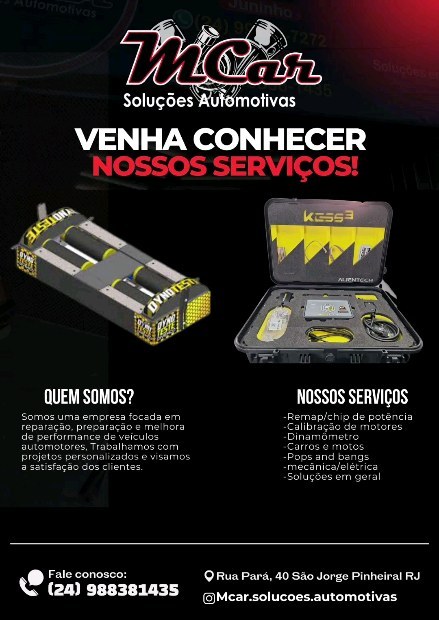 Juninho
MCar
Soluções Automotivas
VENHA CONHECER
NOSSOS SERVIÇOS!
DYNOTESTE
KESS3
ALIENTECH
QUEM SOMOS?
Somos uma empresa focada em
reparação, preparação e melhora
de performance de veículos
automotores, Trabalhamos com
projetos personalizados e visamos
a satisfação dos clientes.
NOSSOS SERVIÇOS
-Remap/chip de potência
-Calibração de motores
-Dinamômetro
-Carros e motos
-Pops and bangs
-mecânica/elétrica
-Soluções em geral
Fale conosco:
(24) 988381435
Rua Pará, 40 São Jorge Pinheiral RJ
@Mcar.solucoes.automotivas